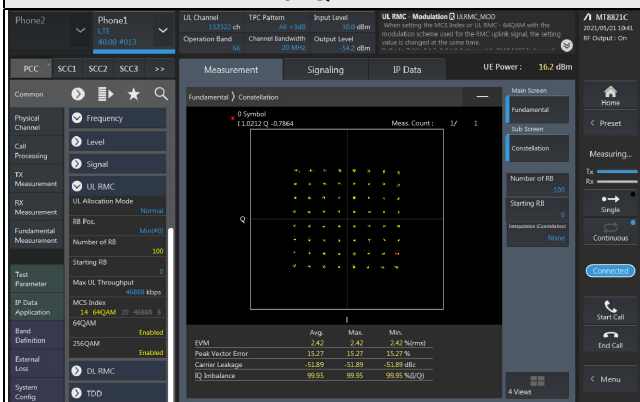 Phone2
Phone1
LTE
40.00 #013
UL Channel
132322 ch
TPC Pattern
All +3dB
Input Level
30.0 dBm
Operation Band
66
Channel Bandwidth
20 MHz
Output Level
-54.2 dBm
UL RMC - Modulation ULRMC_MOD
When setting the MCS Index or UL RMC - 64QAM with the
modulation scheme used for the RMC uplink signal, the setting
value is changed at the same time.
MT8821C
2021/05/21 10:41
RF Output : On
PCC SCC1 SCC2 SCC3 >>
Measurement
Signaling
IP Data
UE Power : 16.2 dBm
Common
Physical
Channel
Call
Processing
TX
Measurement
RX
Measurement
Fundamental
Measurement
Test
Parameter
IP Data
Application
Band
Definition
External
Loss
System
Config
Frequency
Level
Signal
UL RMC
UL Allocation Mode
Normal
RB Pos.
Min(#0)
Number of RB
100
Starting RB
0
Max UL Throughput
46888 kbps
MCS Index
14 64QAM 20 46888 8
64QAM
Enabled
256QAM
Enabled
DL RMC
TDD
Fundamental 〉 Constellation
0 Symbol
I 1.0212 Q -0.7864
Meas. Count : 1/ 1
Q
I
Avg. Max. Min.
EVM 2.42 2.42 2.42 %(rms)
Peak Vector Error 15.27 15.27 15.27 %
Carrier Leakage -51.89 -51.89 -51.89 dBc
IQ Imbalance 99.95 99.95 99.95 %(I/Q)
Main Screen
Fundamental
Sub Screen
Constellation
Number of RB
100
Starting RB
0
Interpolation (Constellation)
None
4 Views
Home
< Preset
Measuring...
Tx
Rx
Single
Continuous
Connected
Start Call
End Call
< Menu